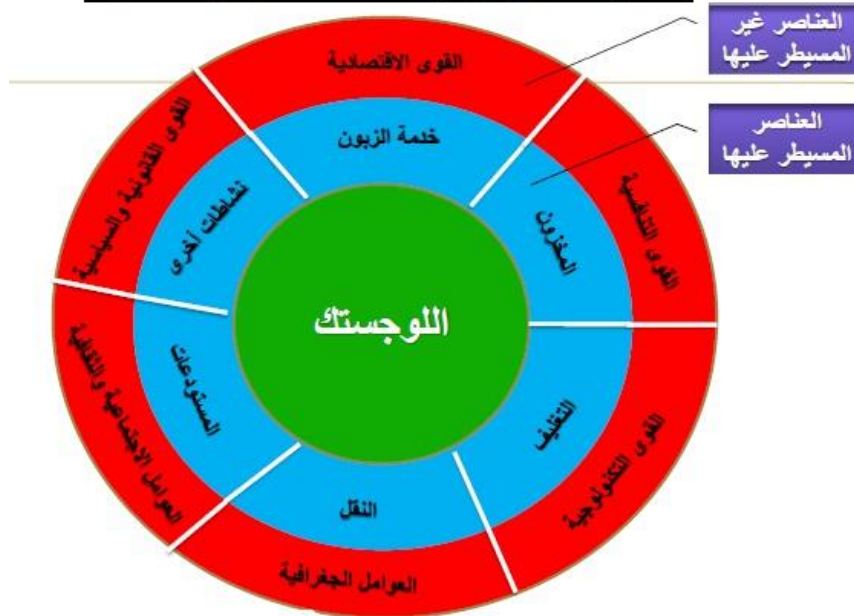 العناصر غير
المسيطر عليها
العناصر
المسيطر عليها
القوى الاقتصادية
القوى التنافسية
القوى التكنولوجية
العوامل الجغرافية
العوامل الاجتماعية والثقافية
القوى القانونية والسياسية
خدمة الزبون
المخزون
التغليف
النقل
المستودعات
نشاطات أخرى
اللوجستك